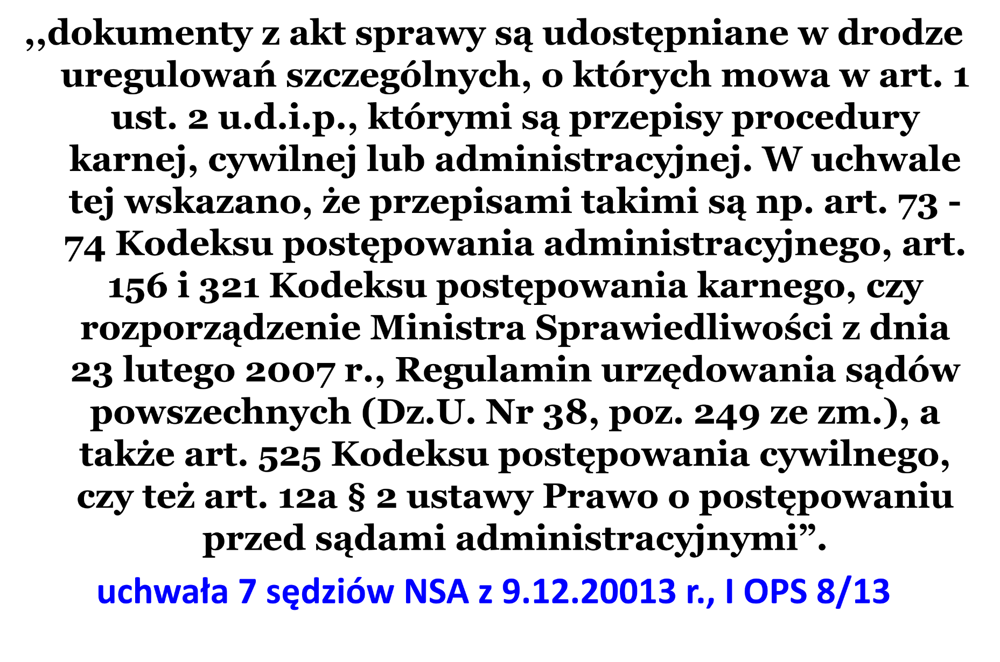 ,,dokumenty z akt sprawy są udostępniane w drodze
uregulowań szczególnych, o których mowa w art. 1
ust. 2 u.d.i.p., którymi są przepisy procedury
karnej, cywilnej lub administracyjnej. W uchwale
tej wskazano, że przepisami takimi są np. art. 73 -
74 Kodeksu postępowania administracyjnego, art.
156 i 321 Kodeksu postępowania karnego, czy
rozporządzenie Ministra Sprawiedliwości z dnia
23 lutego 2007 r., Regulamin urzędowania sądów
powszechnych (Dz.U. Nr 38, poz. 249 ze zm.), a
także art. 525 Kodeksu postępowania cywilnego,
czy też art. 12a § 2 ustawy Prawo o postępowaniu
przed sądami administracyjnymi”.
uchwała 7 sędziów NSA z 9.12.20013 r., I OPS 8/13